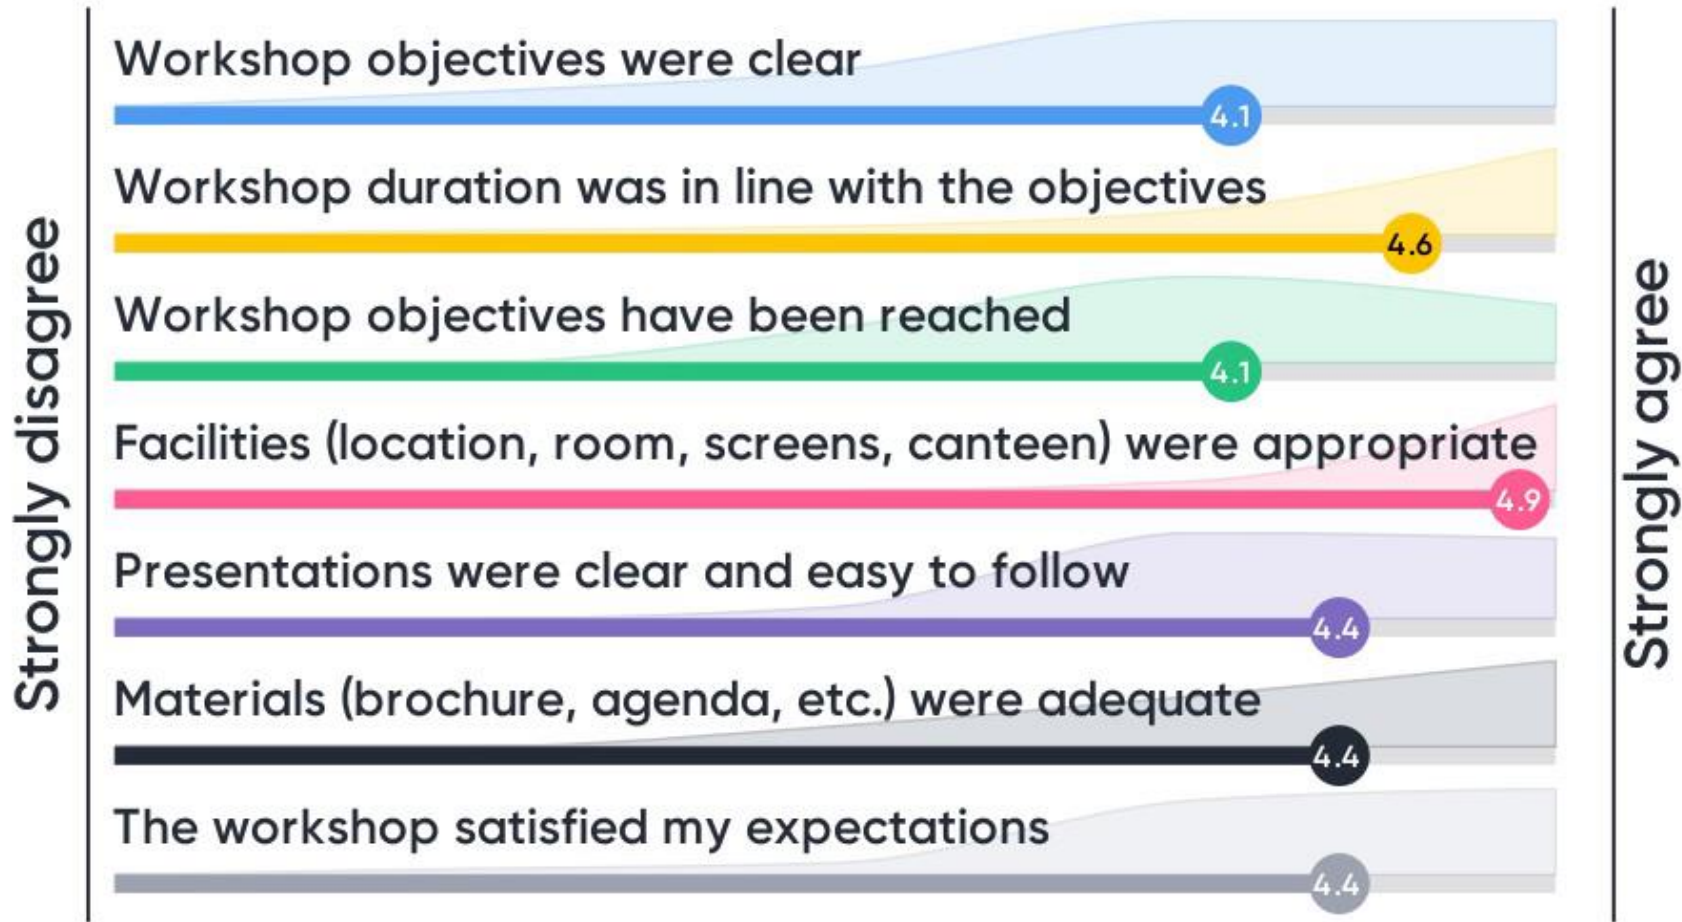 Strongly disagree
Workshop objectives were clear
4.1
Workshop duration was in line with the objectives
4.6
Workshop objectives have been reached
4.1
Facilities (location, room, screens, canteen) were appropriate
4.9
Presentations were clear and easy to follow
4.4
Materials (brochure, agenda, etc.) were adequate
4.4
The workshop satisfied my expectations
4.4
Strongly agree